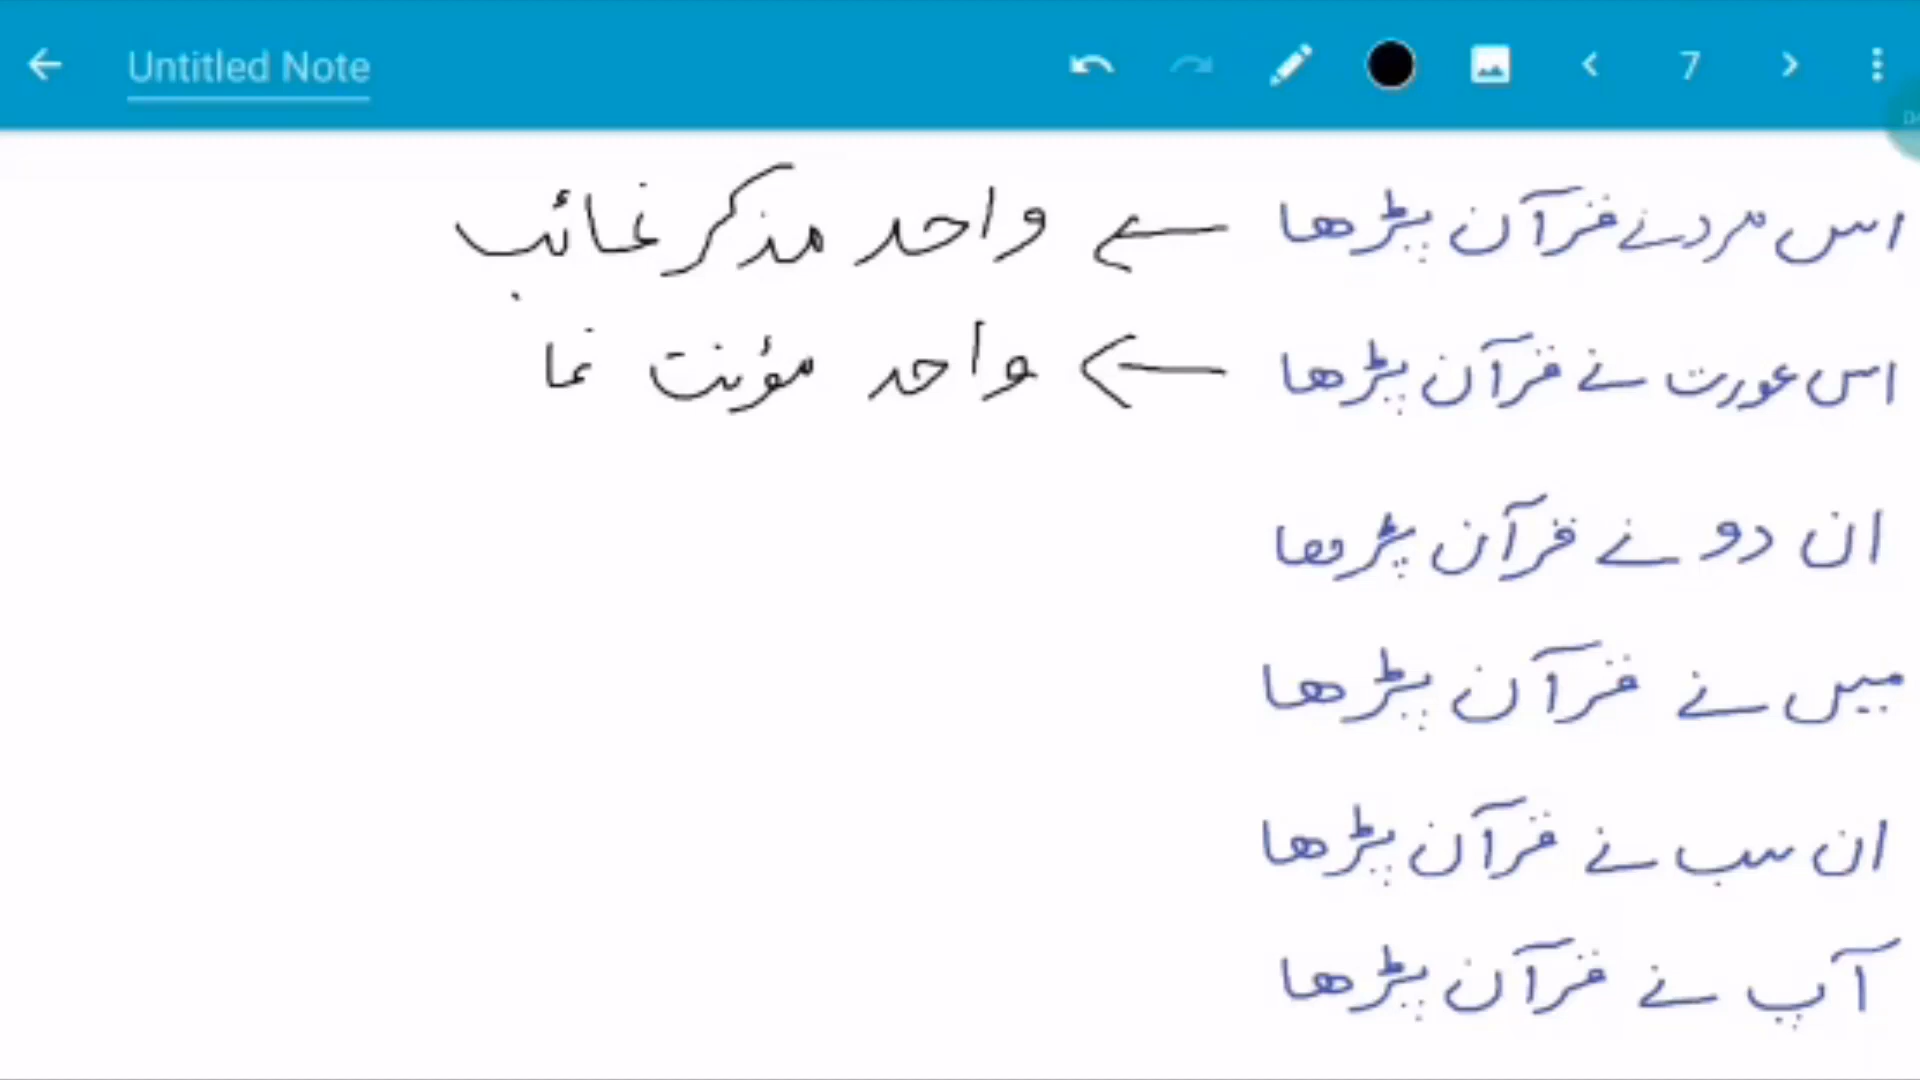 Untitled Note
7
اس مرد نے قرآن پڑھا ← واحد مذکر غائب
اس عورت نے قرآن پڑھا ← واحد مؤنث غا
ان دو نے قرآن پڑھا
میں نے قرآن پڑھا
ان سب نے قرآن پڑھا
آپ نے قرآن پڑھا